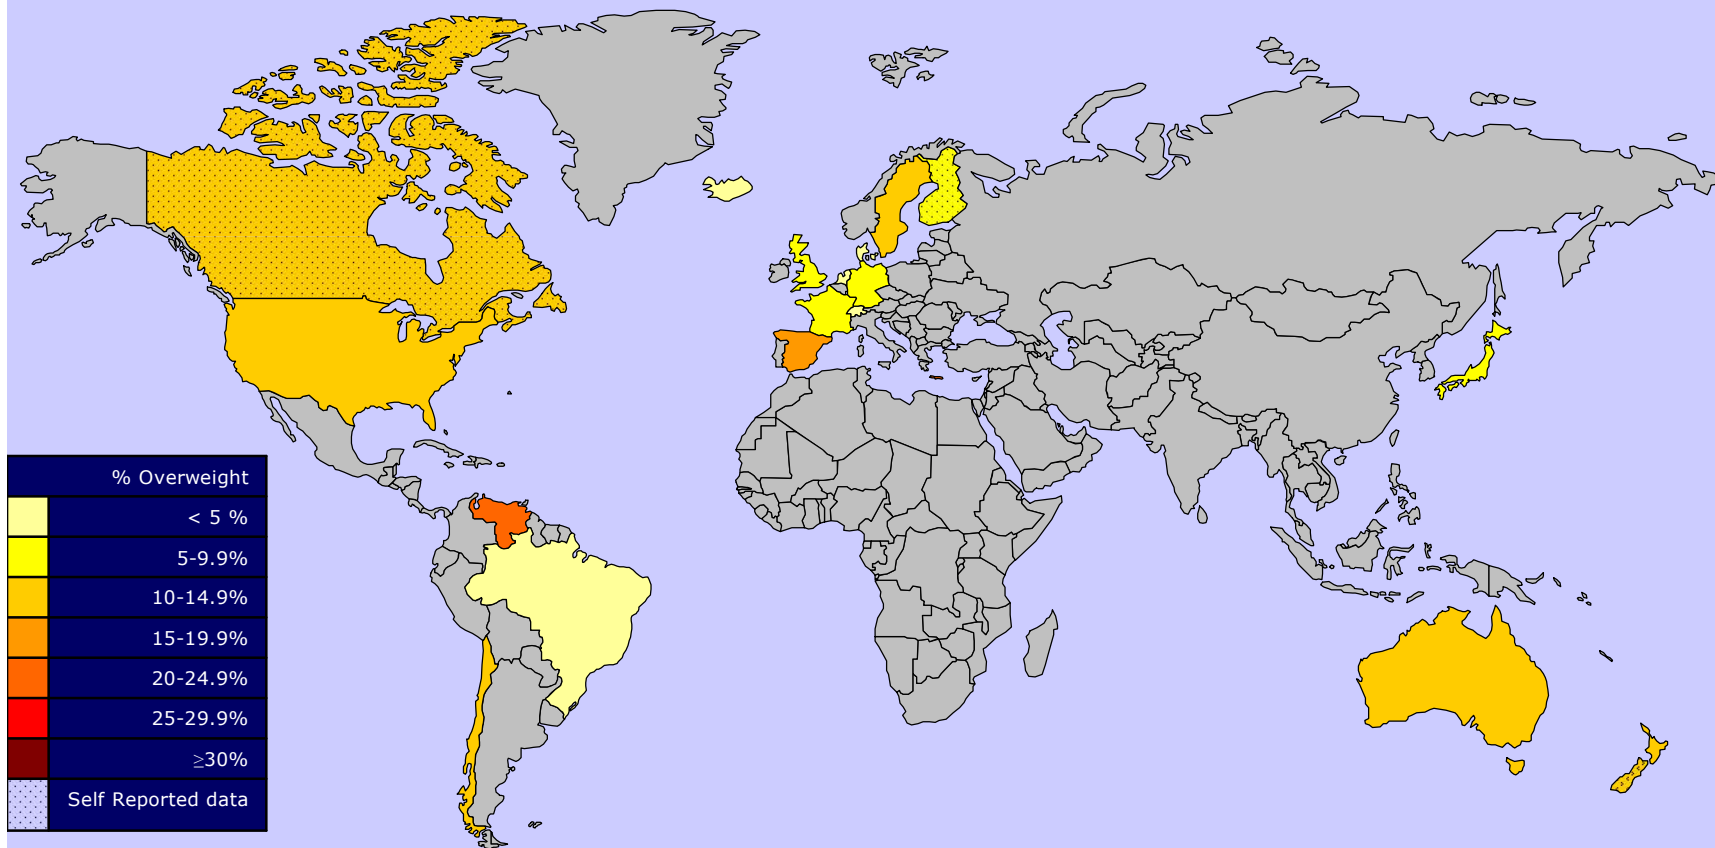 % Overweight
< 5 %
5-9.9%
10-14.9%
15-19.9%
20-24.9%
25-29.9%
≥30%
Self Reported data